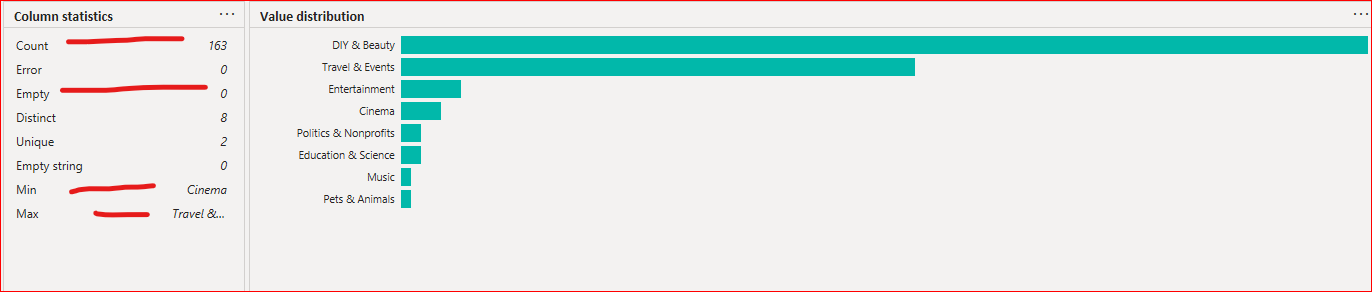 Column statistics ...
Count 163
Error 0
Empty 0
Distinct 8
Unique 2
Empty string 0
Min Cinema
Max Travel &...
Value distribution ...
DIY & Beauty
Travel & Events
Entertainment
Cinema
Politics & Nonprofits
Education & Science
Music
Pets & Animals